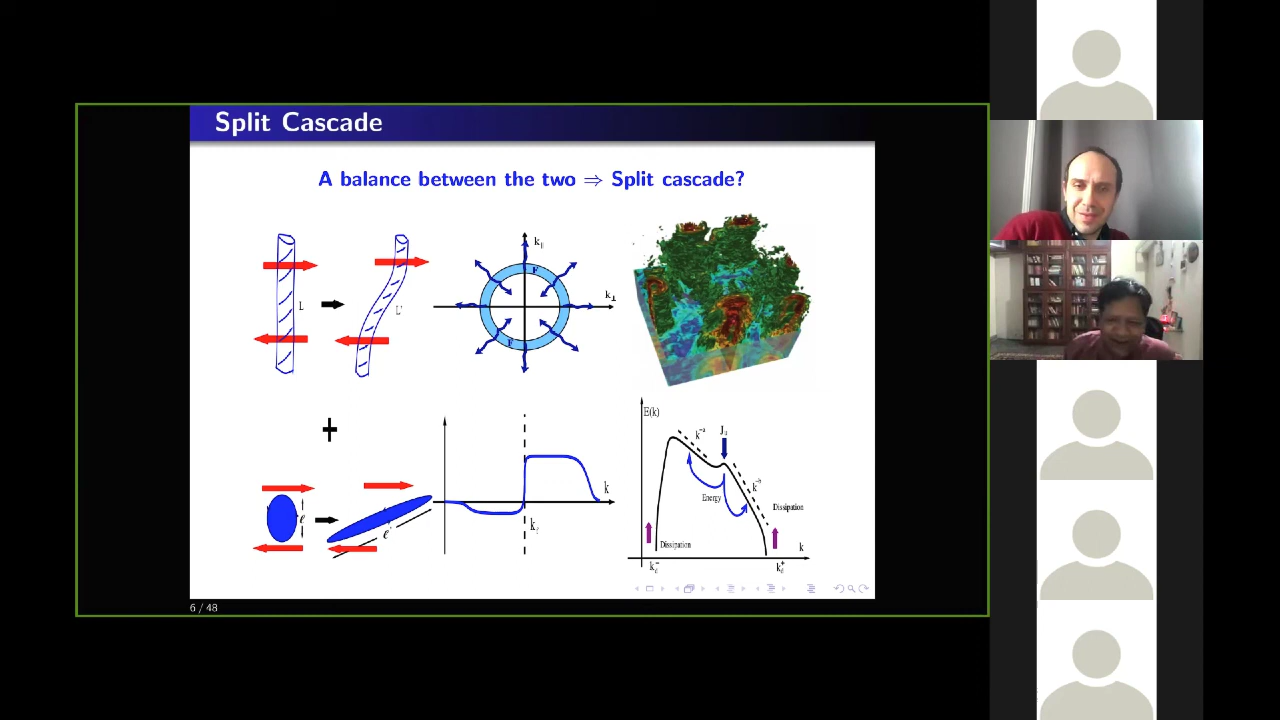 Split Cascade
A balance between the two ⇒ Split cascade?
L
L'
k∥
k⊥
F
F
+
ℓ
ℓ'
k
E(k)
k⁻ᵃ
k⁻ᵇ
Energy
Dissipation
Dissipation
k
6 / 48